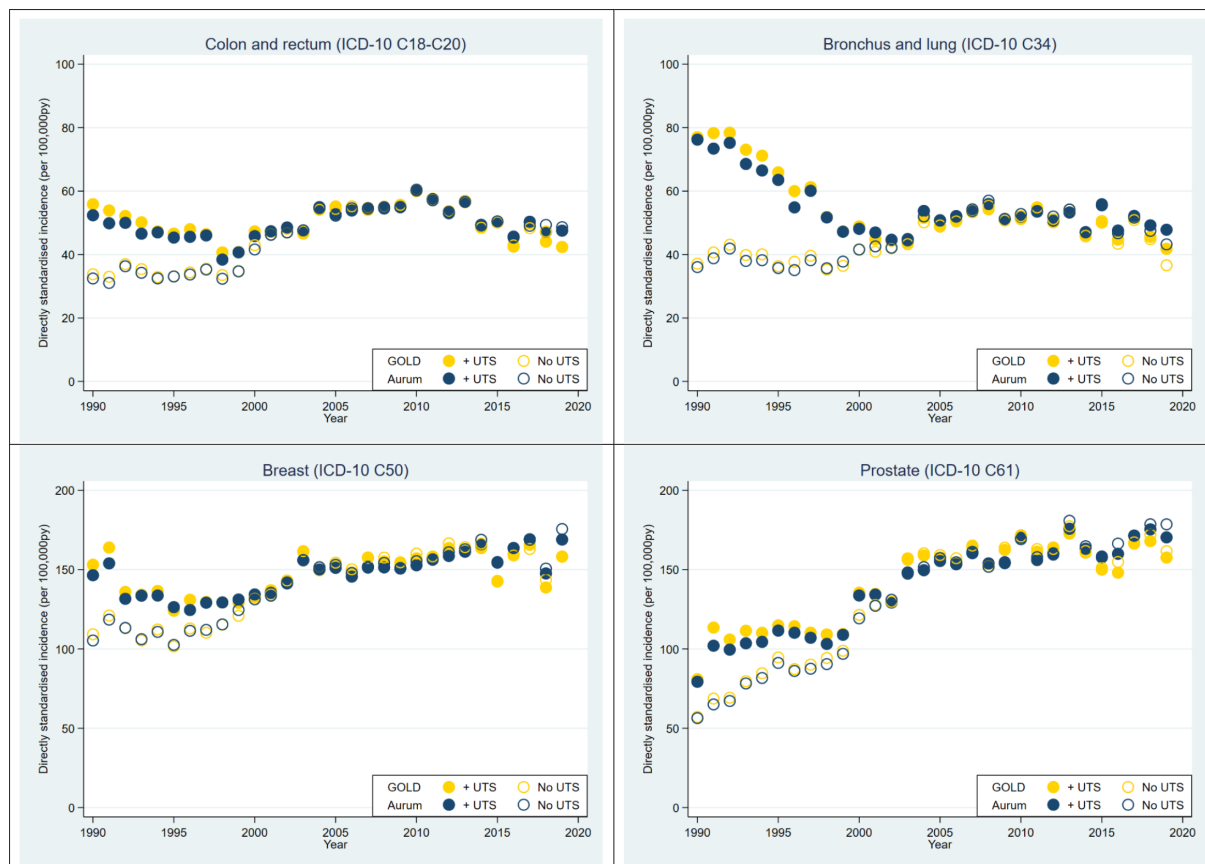 Colon and rectum (ICD-10 C18-C20)
Directly standardised incidence (per 100,000py)
100
80
60
40
20
0
GOLD + UTS No UTS
Aurum + UTS No UTS
1990 1995 2000 2005 2010 2015 2020
Year
Bronchus and lung (ICD-10 C34)
Directly standardised incidence (per 100,000py)
100
80
60
40
20
0
GOLD + UTS No UTS
Aurum + UTS No UTS
1990 1995 2000 2005 2010 2015 2020
Year
Breast (ICD-10 C50)
Directly standardised incidence (per 100,000py)
200
150
100
50
0
GOLD + UTS No UTS
Aurum + UTS No UTS
1990 1995 2000 2005 2010 2015 2020
Year
Prostate (ICD-10 C61)
Directly standardised incidence (per 100,000py)
200
150
100
50
0
GOLD + UTS No UTS
Aurum + UTS No UTS
1990 1995 2000 2005 2010 2015 2020
Year